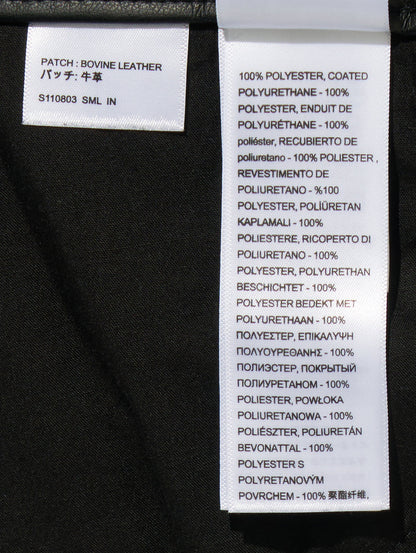 PATCH : BOVINE LEATHER
パッチ: 牛革
S110803 SML IN
100% POLYESTER, COATED
POLYURETHANE - 100%
POLYESTER, ENDUIT DE
POLYURÉTHANE - 100%
poliéster, RECUBIERTO DE
poliuretano - 100% POLIESTER ,
REVESTIMENTO DE
POLIURETANO - %100
POLYESTER, POLİÜRETAN
KAPLAMALI - 100%
POLIESTERE, RICOPERTO DI
POLIURETANO - 100%
POLYESTER, POLYURETHAN
BESCHICHTET - 100%
POLYESTER BEDEKT MET
POLYURETHAAN - 100%
ΠΟΛΥΕΣΤΕΡ, ΕΠΙΚΑΛΥΨΗ
ΠΟΛΥΟΥΡΕΘΑΝΗΣ - 100%
ПОЛИЭСТЕР, ПОКРЫТЫЙ
ПОЛИУРЕТАНОМ - 100%
POLIESTER, POWŁOKA
POLIURETANOWA - 100%
POLIÉSZTER, POLIURETÁN
BEVONATTAL - 100%
POLYESTER S
POLYRETANOVÝM
POVRCHEM - 100% 聚酯纤维,